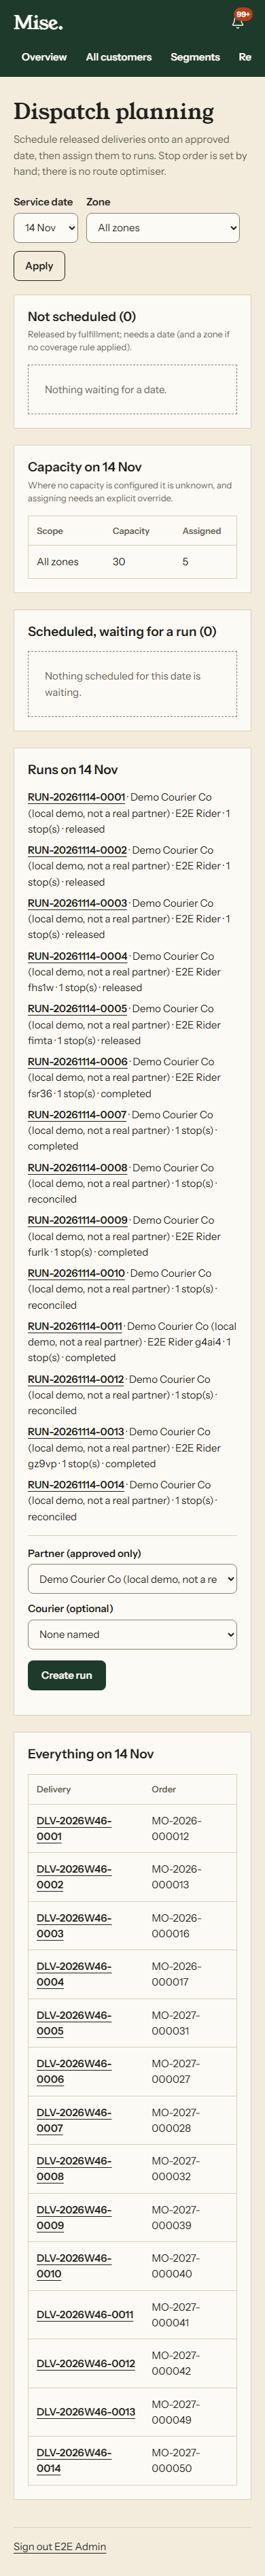 Mise.
99+
Overview All customers Segments Re
Dispatch planning
Schedule released deliveries onto an approved
date, then assign them to runs. Stop order is set by
hand; there is no route optimiser.
Service date Zone
14 Nov All zones
Apply
Not scheduled (0)
Released by fulfillment; needs a date (and a zone if
no coverage rule applied).
Nothing waiting for a date.
Capacity on 14 Nov
Where no capacity is configured it is unknown, and
assigning needs an explicit override.
Scope Capacity Assigned
All zones 30 5
Scheduled, waiting for a run (0)
Nothing scheduled for this date is
waiting.
Runs on 14 Nov
RUN-20261114-0001 · Demo Courier Co
(local demo, not a real partner) · E2E Rider · 1
stop(s) · released
RUN-20261114-0002 · Demo Courier Co
(local demo, not a real partner) · E2E Rider · 1
stop(s) · released
RUN-20261114-0003 · Demo Courier Co
(local demo, not a real partner) · E2E Rider · 1
stop(s) · released
RUN-20261114-0004 · Demo Courier Co
(local demo, not a real partner) · E2E Rider
fhs1w · 1 stop(s) · released
RUN-20261114-0005 · Demo Courier Co
(local demo, not a real partner) · E2E Rider
fimta · 1 stop(s) · released
RUN-20261114-0006 · Demo Courier Co
(local demo, not a real partner) · E2E Rider
fsr36 · 1 stop(s) · completed
RUN-20261114-0007 · Demo Courier Co
(local demo, not a real partner) · 1 stop(s) ·
completed
RUN-20261114-0008 · Demo Courier Co
(local demo, not a real partner) · 1 stop(s) ·
reconciled
RUN-20261114-0009 · Demo Courier Co
(local demo, not a real partner) · E2E Rider
furlk · 1 stop(s) · completed
RUN-20261114-0010 · Demo Courier Co
(local demo, not a real partner) · 1 stop(s) ·
reconciled
RUN-20261114-0011 · Demo Courier Co (local
demo, not a real partner) · E2E Rider g4ai4 · 1
stop(s) · completed
RUN-20261114-0012 · Demo Courier Co
(local demo, not a real partner) · 1 stop(s) ·
reconciled
RUN-20261114-0013 · Demo Courier Co
(local demo, not a real partner) · E2E Rider
gz9vp · 1 stop(s) · completed
RUN-20261114-0014 · Demo Courier Co
(local demo, not a real partner) · 1 stop(s) ·
reconciled
Partner (approved only)
Demo Courier Co (local demo, not a re
Courier (optional)
None named
Create run
Everything on 14 Nov
Delivery Order
DLV-2026W46-0001 MO-2026-000012
DLV-2026W46-0002 MO-2026-000013
DLV-2026W46-0003 MO-2026-000016
DLV-2026W46-0004 MO-2026-000017
DLV-2026W46-0005 MO-2027-000031
DLV-2026W46-0006 MO-2027-000027
DLV-2026W46-0007 MO-2027-000028
DLV-2026W46-0008 MO-2027-000032
DLV-2026W46-0009 MO-2027-000039
DLV-2026W46-0010 MO-2027-000040
DLV-2026W46-0011 MO-2027-000041
DLV-2026W46-0012 MO-2027-000042
DLV-2026W46-0013 MO-2027-000049
DLV-2026W46-0014 MO-2027-000050
Sign out E2E Admin